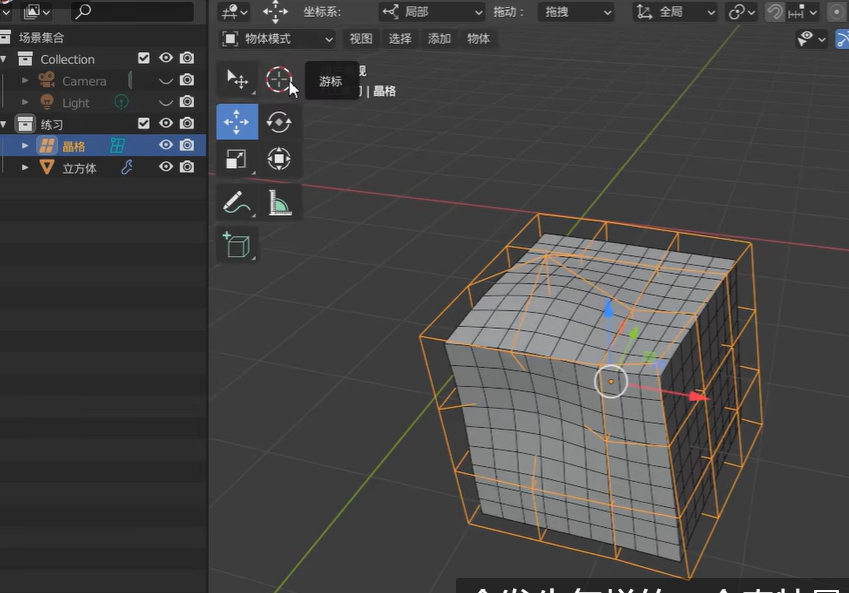 坐标系: 局部 拖动: 拖拽 全局
场景集合
物体模式 视图 选择 添加 物体
Collection
Camera
Light
练习
晶格
立方体
游标 视
| 晶格